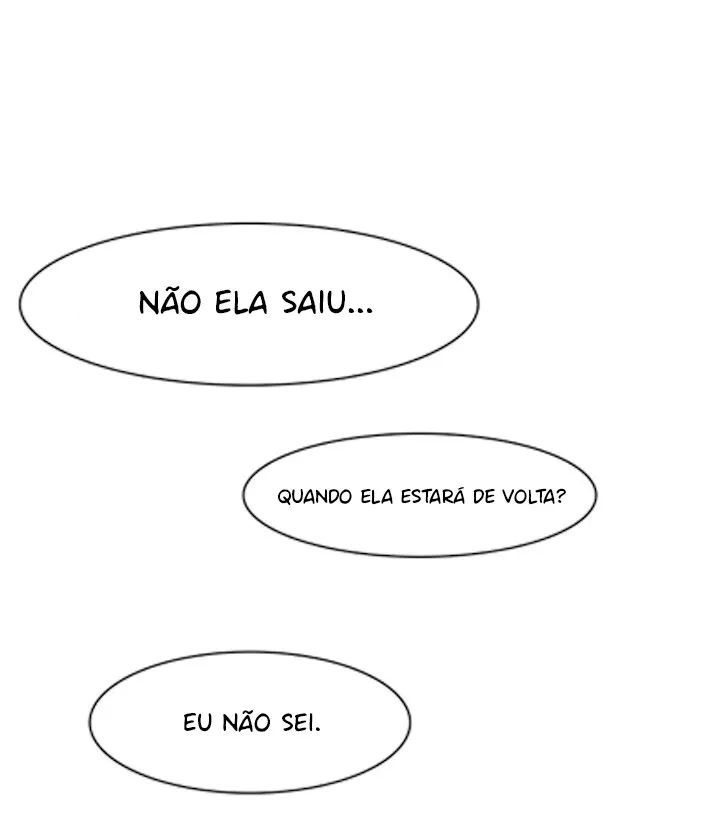 NÃO ELA SAIU...
QUANDO ELA ESTARÁ DE VOLTA?
EU NÃO SEI.